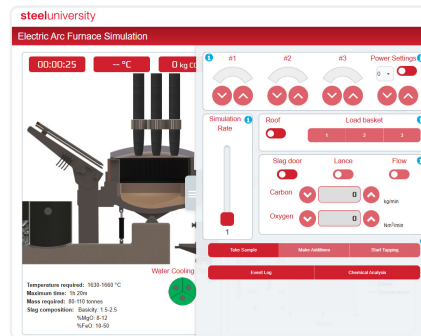 steeluniversity
Electric Arc Furnace Simulation
00:00:25
-- °C
0 kg CO
#1
#2
#3
Power Settings
0
Simulation
Rate
1
Roof
Load basket
1
2
3
Slag door
Lance
Flow
Carbon
0
kg/min
Oxygen
0
Nm³/min
Take Sample
Make Additions
Start Tapping
Event Log
Chemical Analysis
Water Cooling
Temperature required: 1630-1660 °C
Maximum time: 1h 20m
Mass required: 80-110 tonnes
Slag composition: Basicity: 1.5-2.5
%MgO: 8-12
%FeO: 10-50